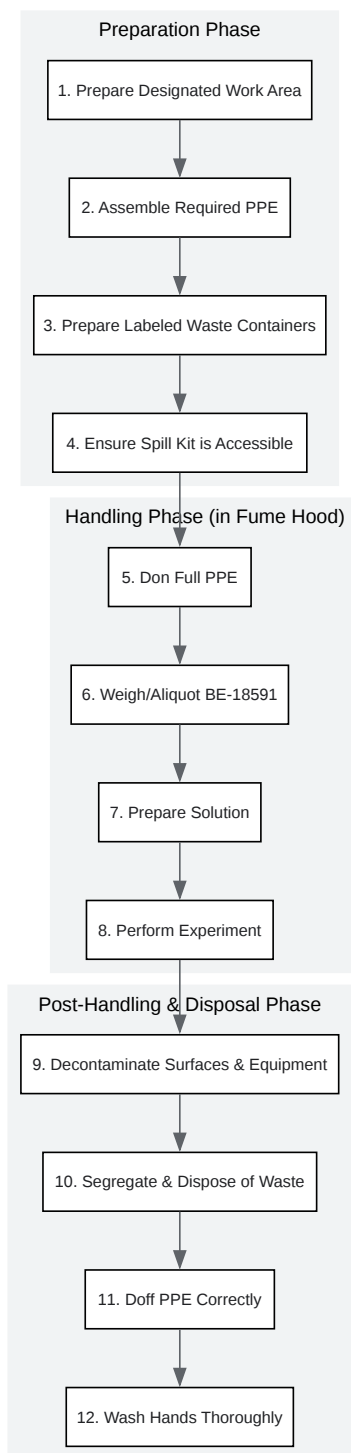 Preparation Phase
1. Prepare Designated Work Area
2. Assemble Required PPE
3. Prepare Labeled Waste Containers
4. Ensure Spill Kit is Accessible
Handling Phase (in Fume Hood)
5. Don Full PPE
6. Weigh/Aliquot BE-18591
7. Prepare Solution
8. Perform Experiment
Post-Handling & Disposal Phase
9. Decontaminate Surfaces & Equipment
10. Segregate & Dispose of Waste
11. Doff PPE Correctly
12. Wash Hands Thoroughly